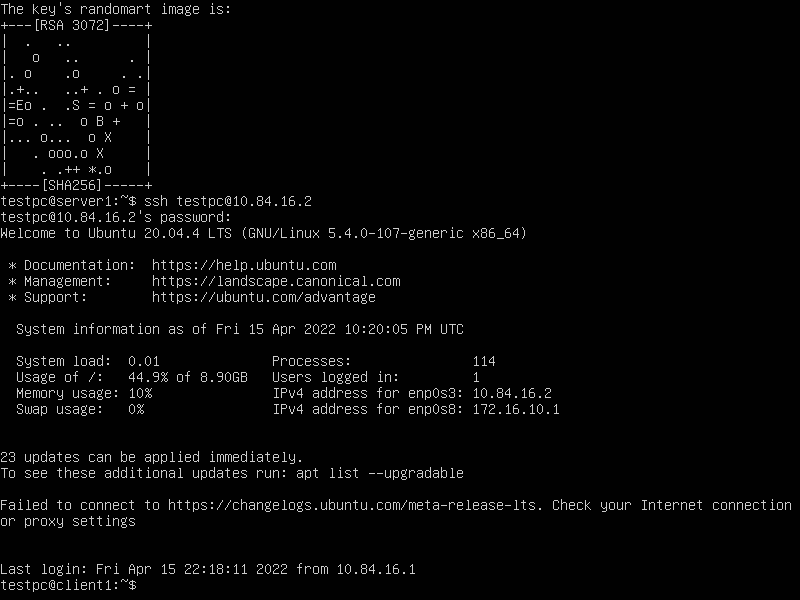 The key's randomart image is:
+---[RSA 3072]----+
|  .   ..         |
|   o   ..      . |
|. o    .o     . .|
|.+..   ..+ . o = |
|=Eo .  .S = o + o|
|=o . ..  o B +   |
|... o...  o X    |
|   . ooo.o X     |
|    . .++ *.o    |
+----[SHA256]-----+
testpc@server1:~$ ssh testpc@10.84.16.2
testpc@10.84.16.2's password:
Welcome to Ubuntu 20.04.4 LTS (GNU/Linux 5.4.0-107-generic x86_64)

 * Documentation:  https://help.ubuntu.com
 * Management:     https://landscape.canonical.com
 * Support:        https://ubuntu.com/advantage

  System information as of Fri 15 Apr 2022 10:20:05 PM UTC

  System load:  0.01              Processes:               114
  Usage of /:   44.9% of 8.90GB   Users logged in:         1
  Memory usage: 10%               IPv4 address for enp0s3: 10.84.16.2
  Swap usage:   0%                IPv4 address for enp0s8: 172.16.10.1


23 updates can be applied immediately.
To see these additional updates run: apt list --upgradable

Failed to connect to https://changelogs.ubuntu.com/meta-release-lts. Check your Internet connection
or proxy settings


Last login: Fri Apr 15 22:18:11 2022 from 10.84.16.1
testpc@client1:~$